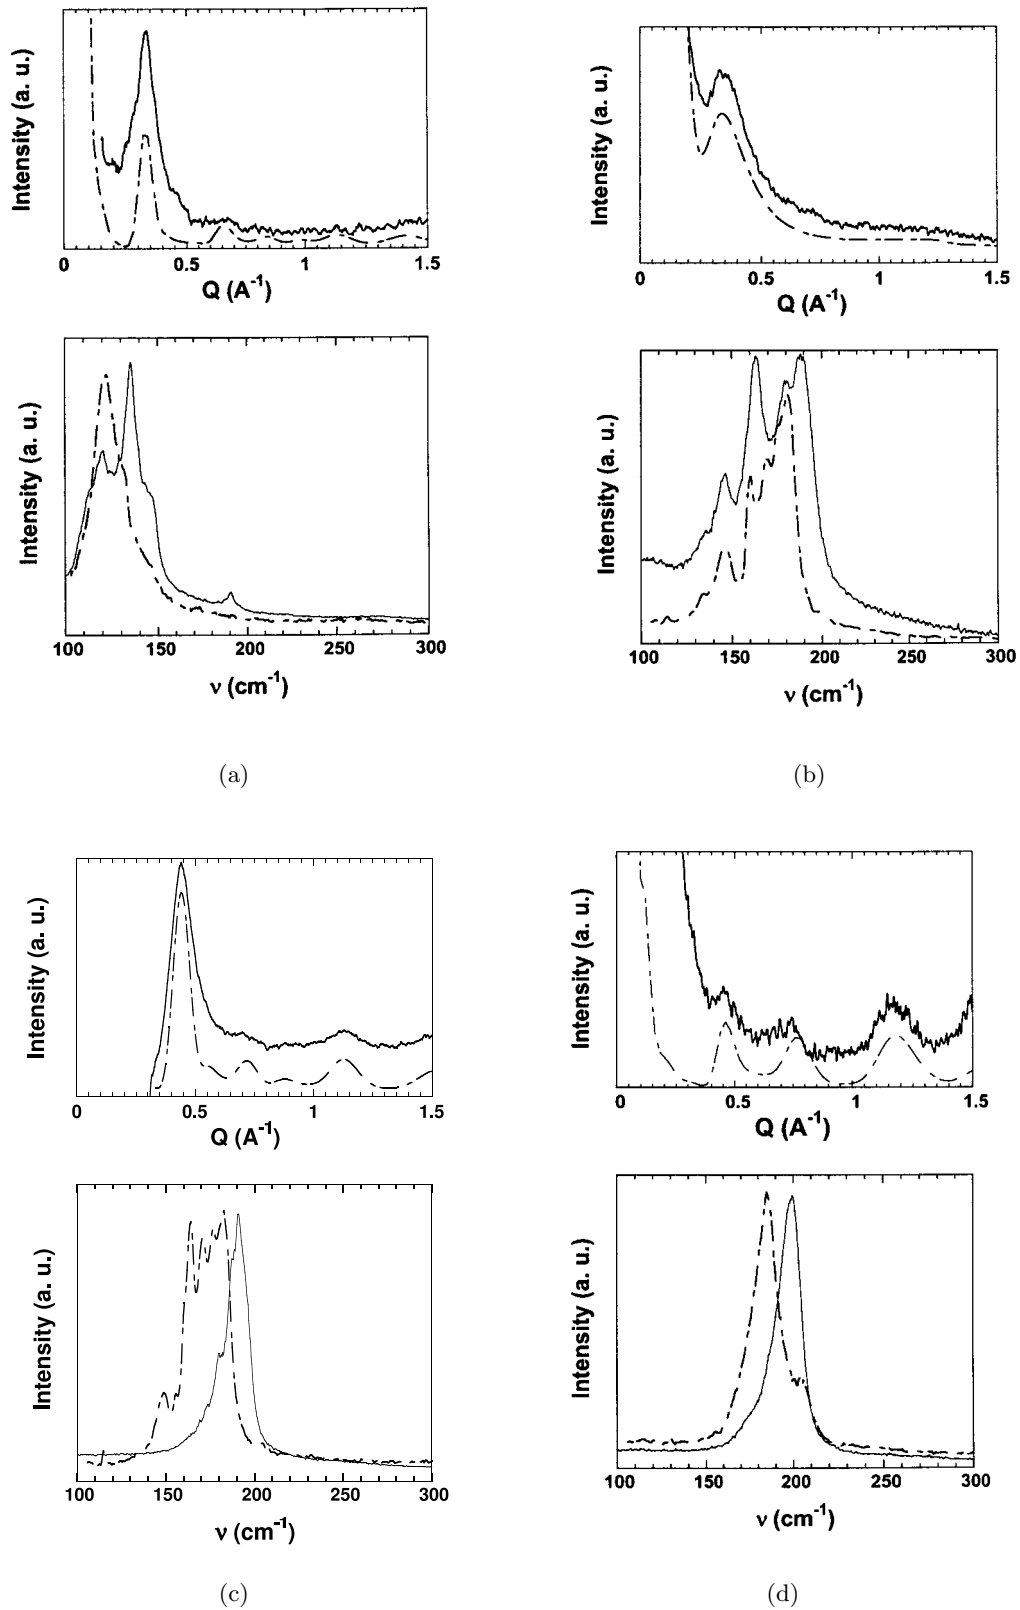 Intensity (a. u.)
0 0.5 1 1.5
Q (A⁻¹)
Intensity (a. u.)
0 0.5 1 1.5
Q (A⁻¹)
Intensity (a. u.)
100 150 200 250 300
ν (cm⁻¹)
Intensity (a. u.)
100 150 200 250 300
ν (cm⁻¹)
(a)
(b)
Intensity (a. u.)
0 0.5 1 1.5
Q (A⁻¹)
Intensity (a. u.)
0 0.5 1 1.5
Q (A⁻¹)
Intensity (a. u.)
100 150 200 250 300
ν (cm⁻¹)
Intensity (a. u.)
100 150 200 250 300
ν (cm⁻¹)
(c)
(d)